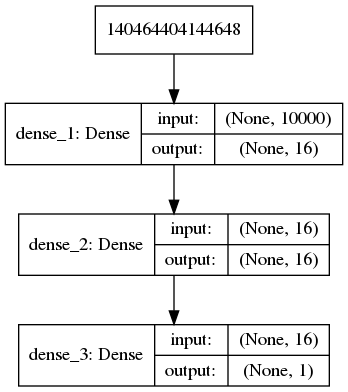 140464404144648
dense_1: Dense
input:
(None, 10000)
output:
(None, 16)
dense_2: Dense
input:
(None, 16)
output:
(None, 16)
dense_3: Dense
input:
(None, 16)
output:
(None, 1)